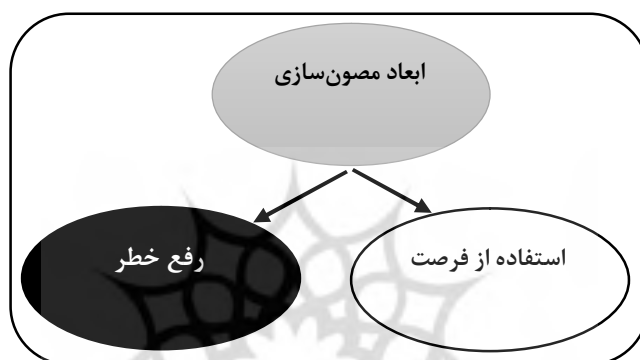 ابعاد مصون‌سازی
استفاده از فرصت
رفع خطر